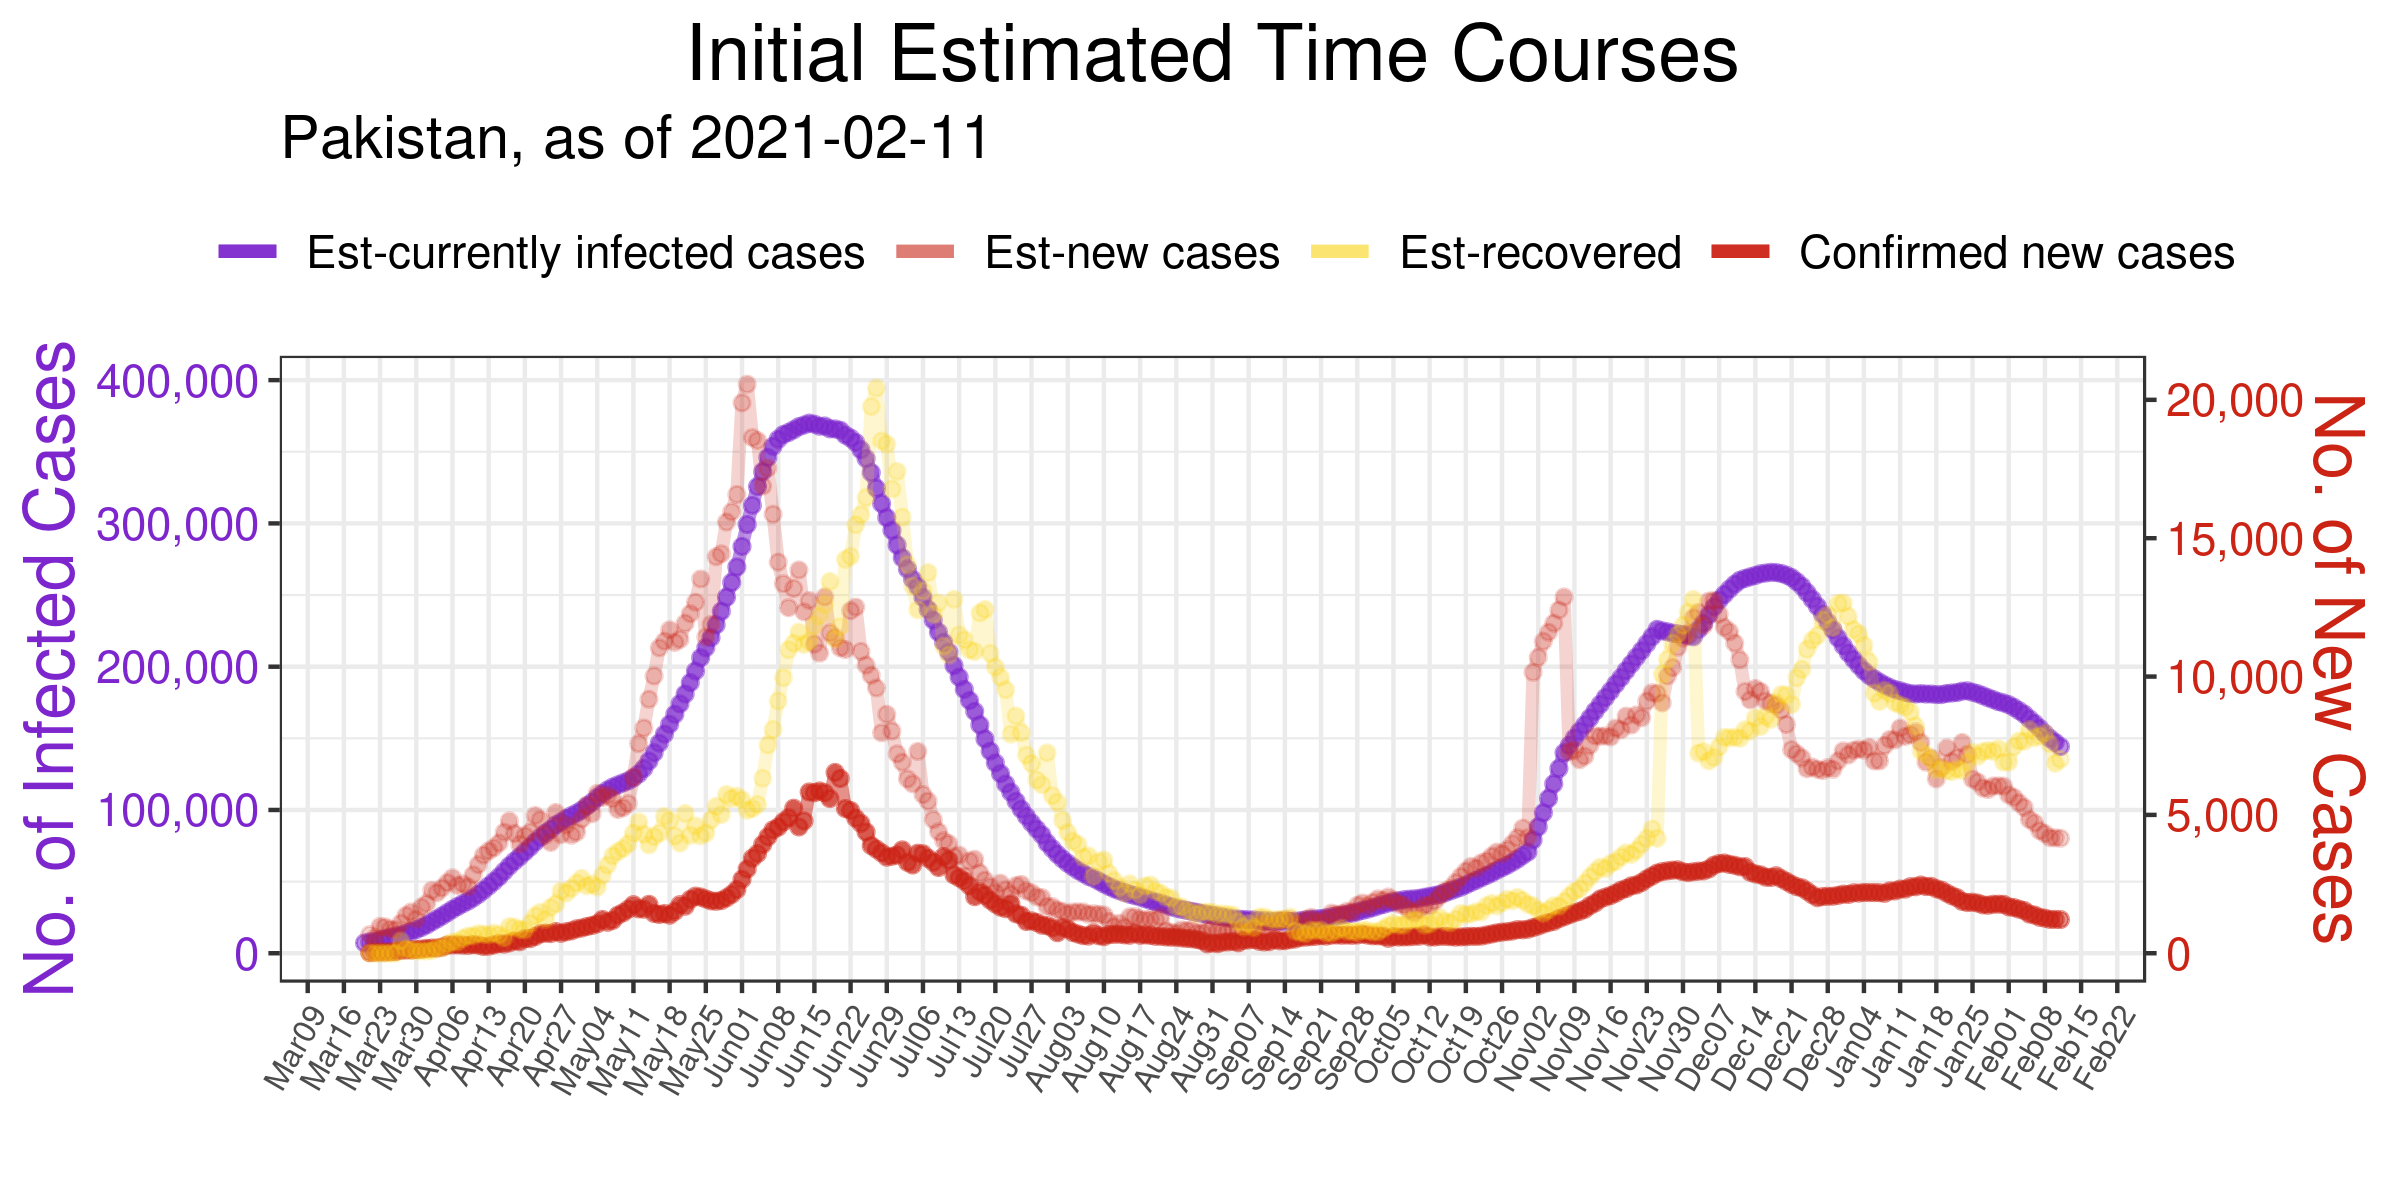 Initial Estimated Time Courses
Pakistan, as of 2021-02-11
Est-currently infected cases
Est-new cases
Est-recovered
Confirmed new cases
No. of Infected Cases
400,000
300,000
200,000
100,000
0
20,000
15,000
10,000
5,000
0
No. of New Cases
Mar09
Mar16
Mar23
Mar30
Apr06
Apr13
Apr20
Apr27
May04
May11
May18
May25
Jun01
Jun08
Jun15
Jun22
Jun29
Jul06
Jul13
Jul20
Jul27
Aug03
Aug10
Aug17
Aug24
Aug31
Sep07
Sep14
Sep21
Sep28
Oct05
Oct12
Oct19
Oct26
Nov02
Nov09
Nov16
Nov23
Nov30
Dec07
Dec14
Dec21
Dec28
Jan04
Jan11
Jan18
Jan25
Feb01
Feb08
Feb15
Feb22